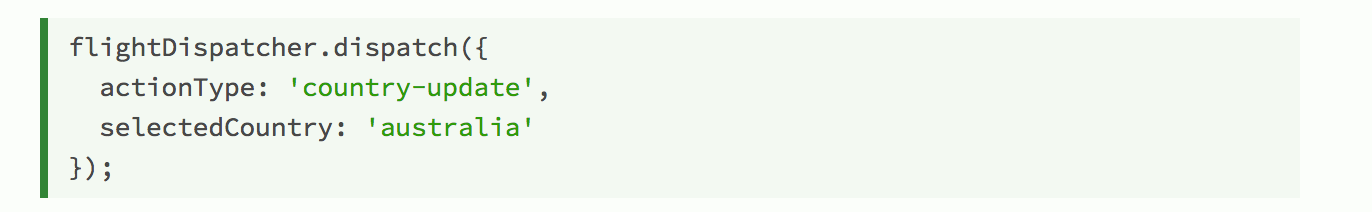 flightDispatcher.dispatch({
  actionType: 'country-update',
  selectedCountry: 'australia'
});